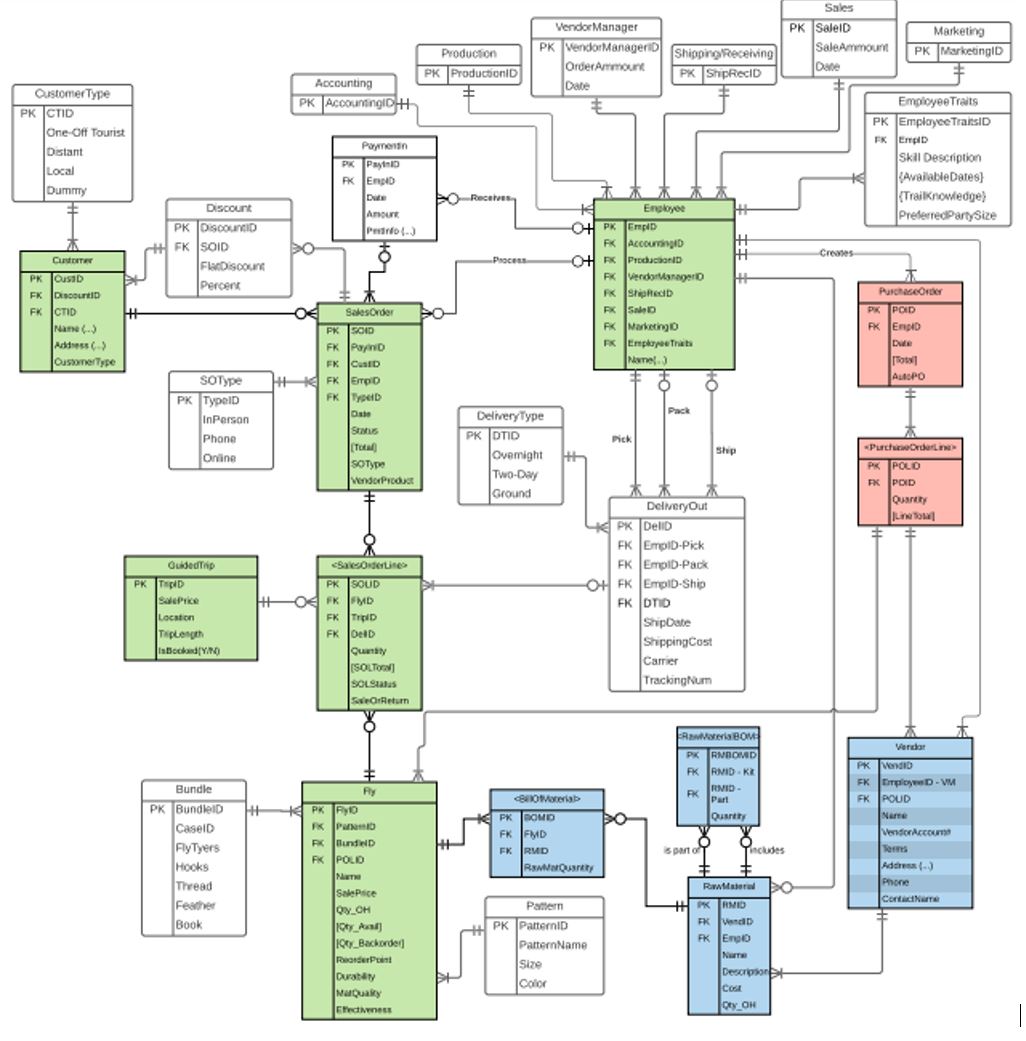 Sales
PK SaleID
SaleAmmount
Date
Marketing
PK MarketingID
VendorManager
PK VendorManagerID
OrderAmmount
Date
Production
PK ProductionID
Shipping/Receiving
PK ShipRecID
Accounting
PK AccountingID
CustomerType
PK CTID
One-Off Tourist
Distant
Local
Dummy
EmployeeTraits
PK EmployeeTraitsID
FK EmpID
Skill Description
{AvailableDates}
{TrailKnowledge}
PreferredPartySize
PaymentIn
PK PayInID
FK EmpID
Date
Amount
PmtInfo (...)
Receives
Discount
PK DiscountID
FK SOID
FlatDiscount
Percent
Employee
PK EmpID
FK AccountingID
FK ProductionID
FK VendorManagerID
FK ShipRecID
FK SaleID
FK MarketingID
FK EmployeeTraits
Name(...)
Process
Creates
Customer
PK CustID
FK DiscountID
FK CTID
Name (...)
Address (...)
CustomerType
SalesOrder
PK SOID
FK PayInID
FK CustID
FK EmpID
FK TypeID
Date
Status
[Total]
SOType
VendorProduct
PurchaseOrder
PK POID
FK EmpID
Date
[Total]
AutoPO
SOType
PK TypeID
InPerson
Phone
Online
DeliveryType
PK DTID
Overnight
Two-Day
Ground
Pick
Pack
Ship
<PurchaseOrderLine>
PK POLID
FK POID
Quantity
[LineTotal]
DeliveryOut
PK DelID
FK EmpID-Pick
FK EmpID-Pack
FK EmpID-Ship
FK DTID
ShipDate
ShippingCost
Carrier
TrackingNum
GuidedTrip
PK TripID
SalePrice
Location
TripLength
IsBooked(Y/N)
<SalesOrderLine>
PK SOLID
FK FlyID
FK TripID
FK DelID
Quantity
[SOLTotal]
SOLStatus
SaleOrReturn
<RawMaterialBOM>
PK RMBOMID
FK RMID - Kit
FK RMID -
Part
Quantity
is part of
includes
Vendor
PK VendID
FK EmployeeID - VM
FK POLID
Name
VendorAccount#
Terms
Address (...)
Phone
ContactName
Bundle
PK BundleID
CaseID
FlyTyers
Hooks
Thread
Feather
Book
Fly
PK FlyID
FK PatternID
FK BundleID
FK POLID
Name
SalePrice
Qty_OH
[Qty_Avail]
[Qty_Backorder]
ReorderPoint
Durability
MatQuality
Effectiveness
<BillOfMaterial>
PK BOMID
FK FlyID
FK RMID
RawMatQuantity
RawMaterial
PK RMID
FK VendID
FK EmpID
Name
Description
Cost
Qty_OH
Pattern
PK PatternID
PatternName
Size
Color